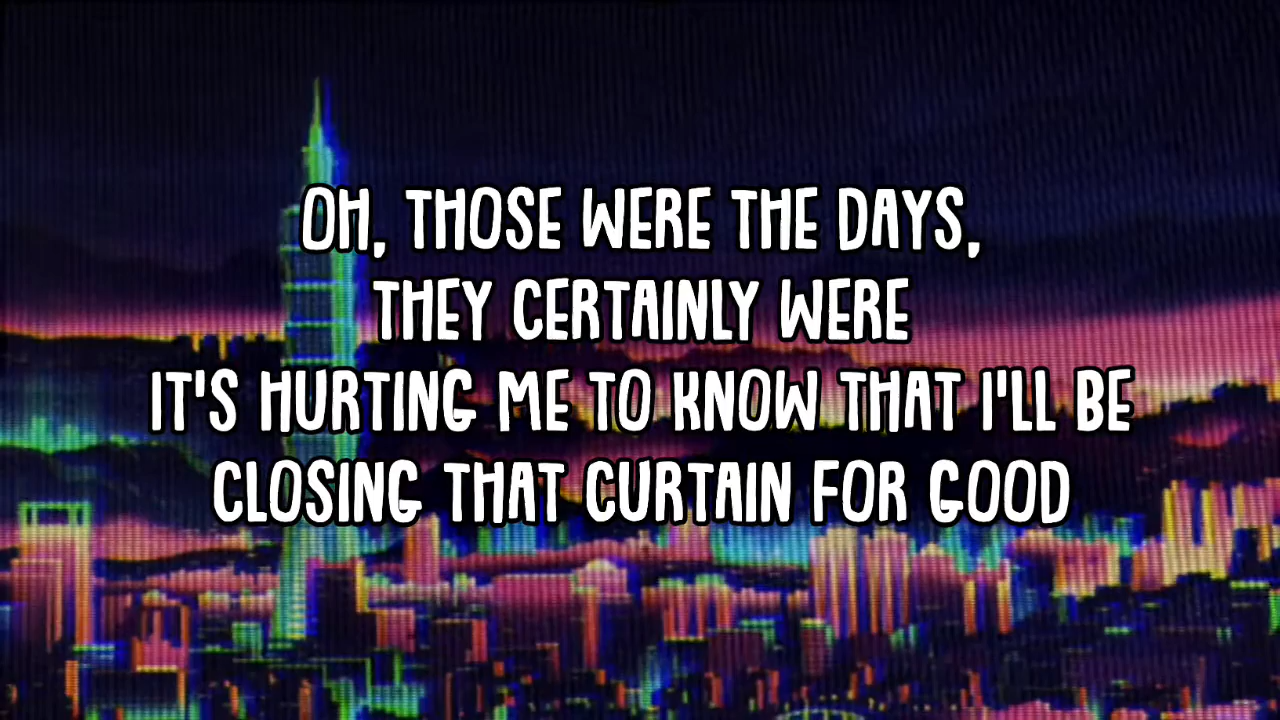 OH, THOSE WERE THE DAYS,
THEY CERTAINLY WERE
IT'S HURTING ME TO KNOW THAT I'LL BE
CLOSING THAT CURTAIN FOR GOOD